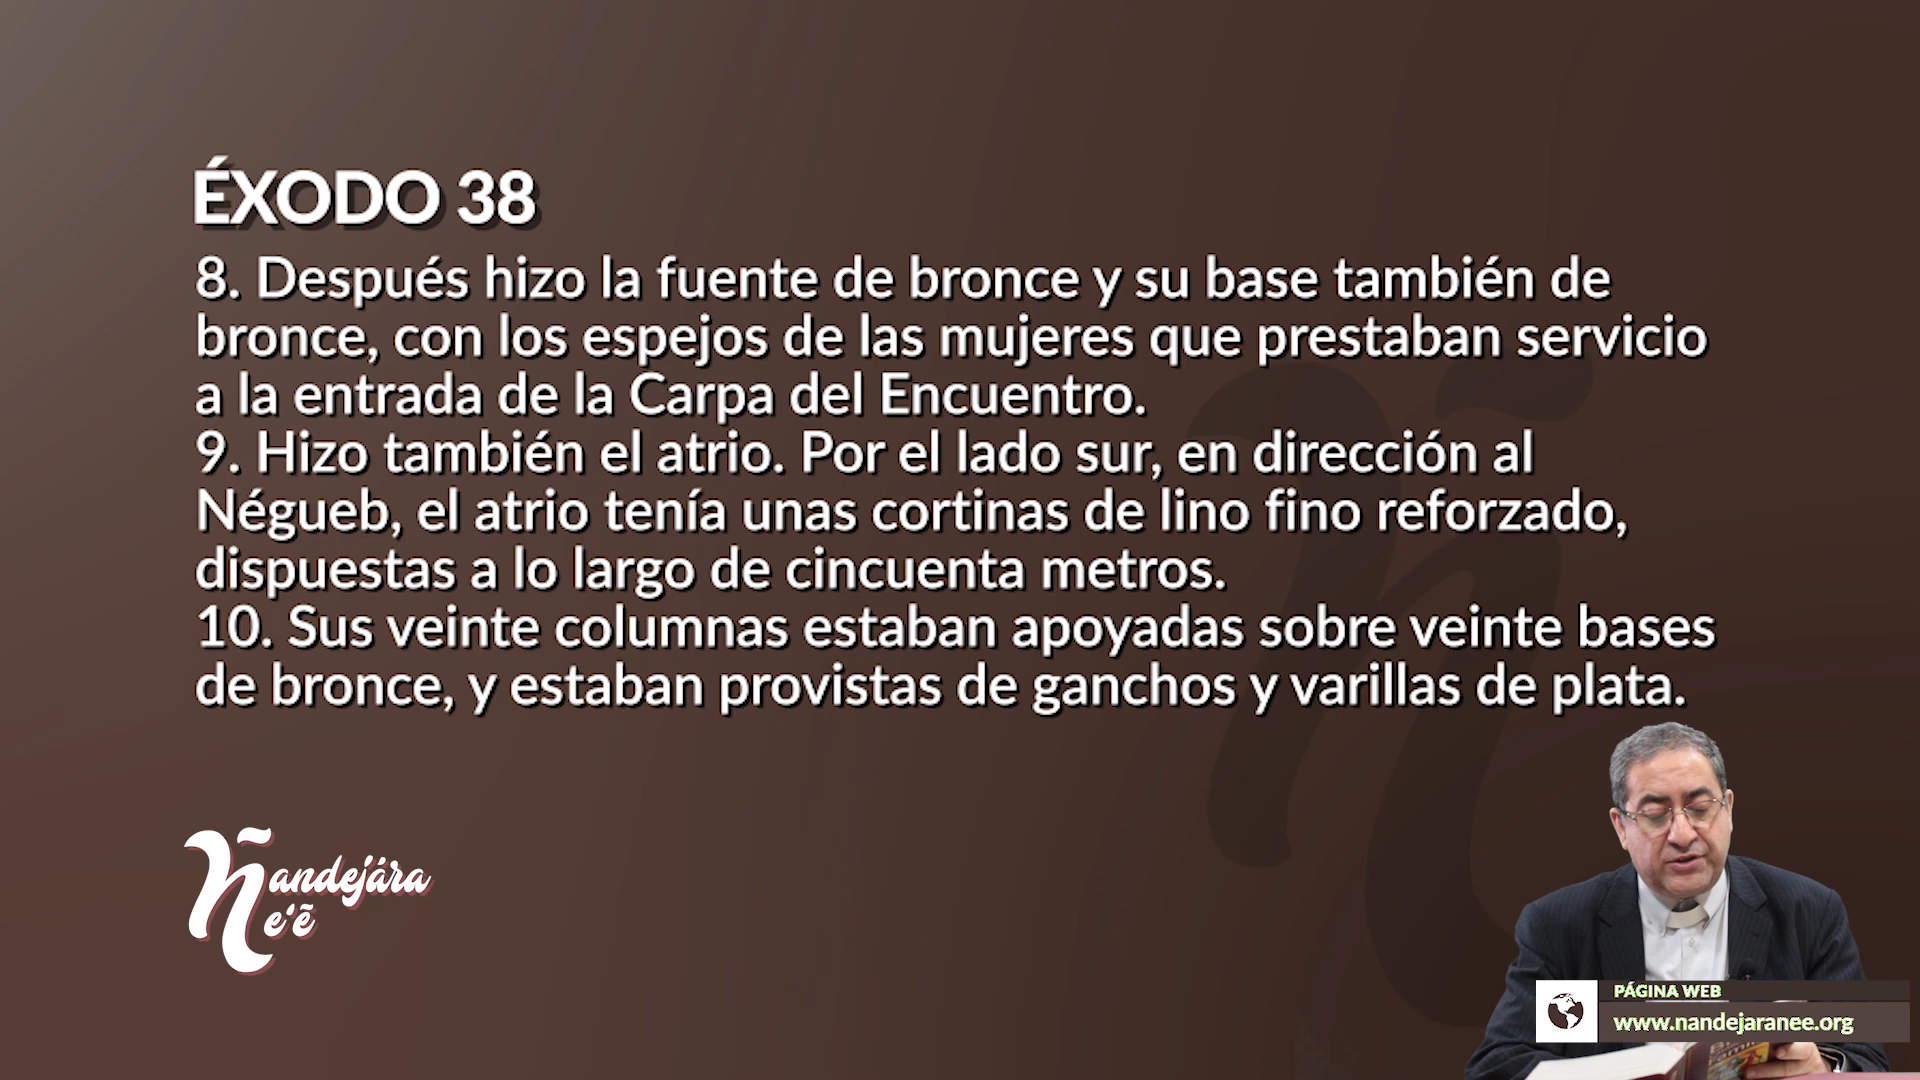 ÉXODO 38
8. Después hizo la fuente de bronce y su base también de
bronce, con los espejos de las mujeres que prestaban servicio
a la entrada de la Carpa del Encuentro.
9. Hizo también el atrio. Por el lado sur, en dirección al
Négueb, el atrio tenía unas cortinas de lino fino reforzado,
dispuestas a lo largo de cincuenta metros.
10. Sus veinte columnas estaban apoyadas sobre veinte bases
de bronce, y estaban provistas de ganchos y varillas de plata.
Ñandejára
Ñe'ẽ
PÁGINA WEB
www.nandejaranee.org